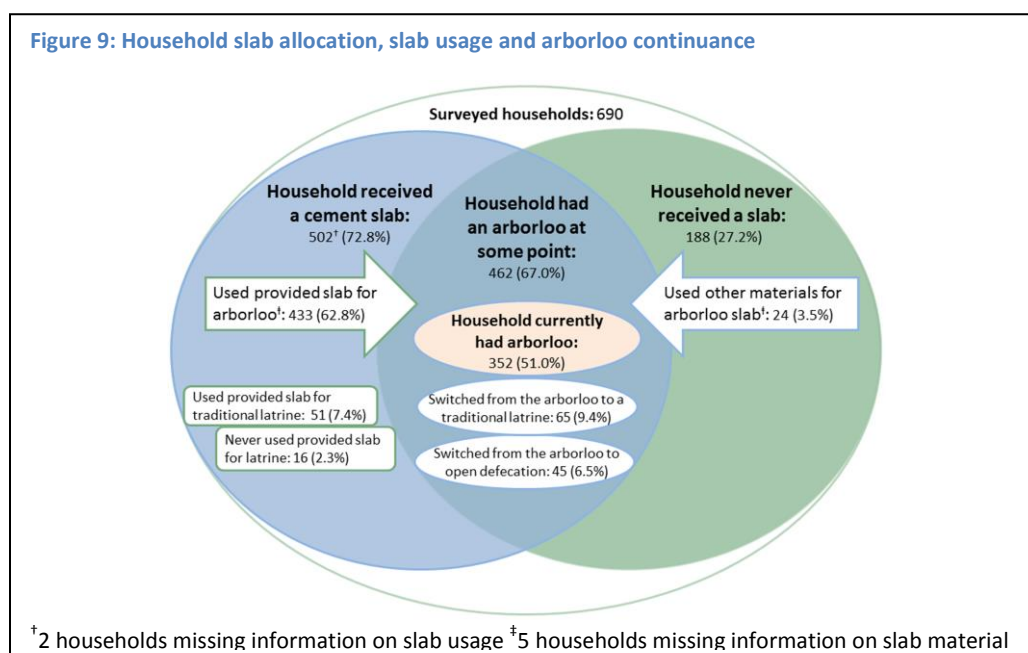 Figure 9: Household slab allocation, slab usage and arborloo continuance
Surveyed households: 690
Household received
a cement slab:
502† (72.8%)
Household had
an arborloo at
some point:
462 (67.0%)
Household never
received a slab:
188 (27.2%)
Used provided slab for
arborloo‡: 433 (62.8%)
Used other materials for
arborloo slab‡: 24 (3.5%)
Household currently
had arborloo:
352 (51.0%)
Used provided slab for
traditional latrine: 51 (7.4%)
Never used provided slab
for latrine: 16 (2.3%)
Switched from the arborloo to a
traditional latrine: 65 (9.4%)
Switched from the arborloo to
open defecation: 45 (6.5%)
†2 households missing information on slab usage ‡5 households missing information on slab material